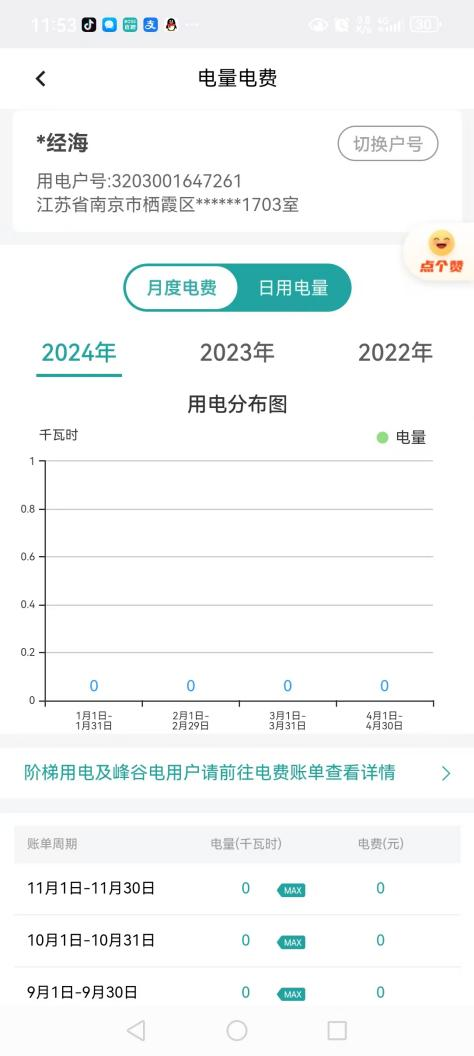 11:53
30
电量电费
*经海
切换户号
用电户号:3203001647261
江苏省南京市栖霞区******1703室
点个赞
月度电费
日用电量
2024年
2023年
2022年
用电分布图
千瓦时
电量
1
0.8
0.6
0.4
0.2
0
0
0
0
0
1月1日-
1月31日
2月1日-
2月29日
3月1日-
3月31日
4月1日-
4月30日
阶梯用电及峰谷电用户请前往电费账单查看详情
账单周期 电量(千瓦时) 电费(元)
11月1日-11月30日 0 MAX 0
10月1日-10月31日 0 MAX 0
9月1日-9月30日 0 MAX 0